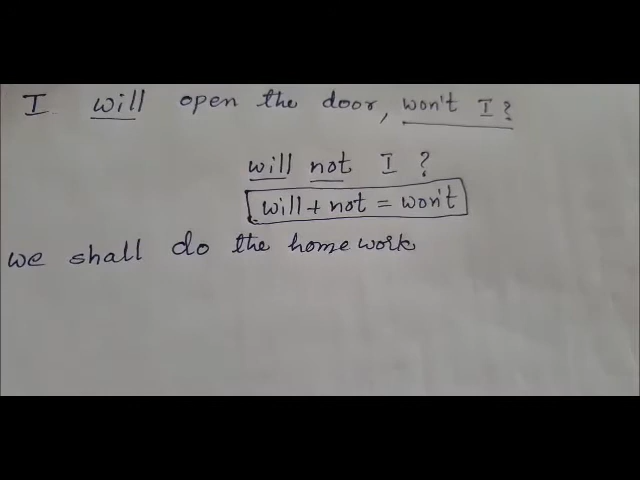 I will open the door, won't I?
will not I?
will + not = won't
we shall do the home work